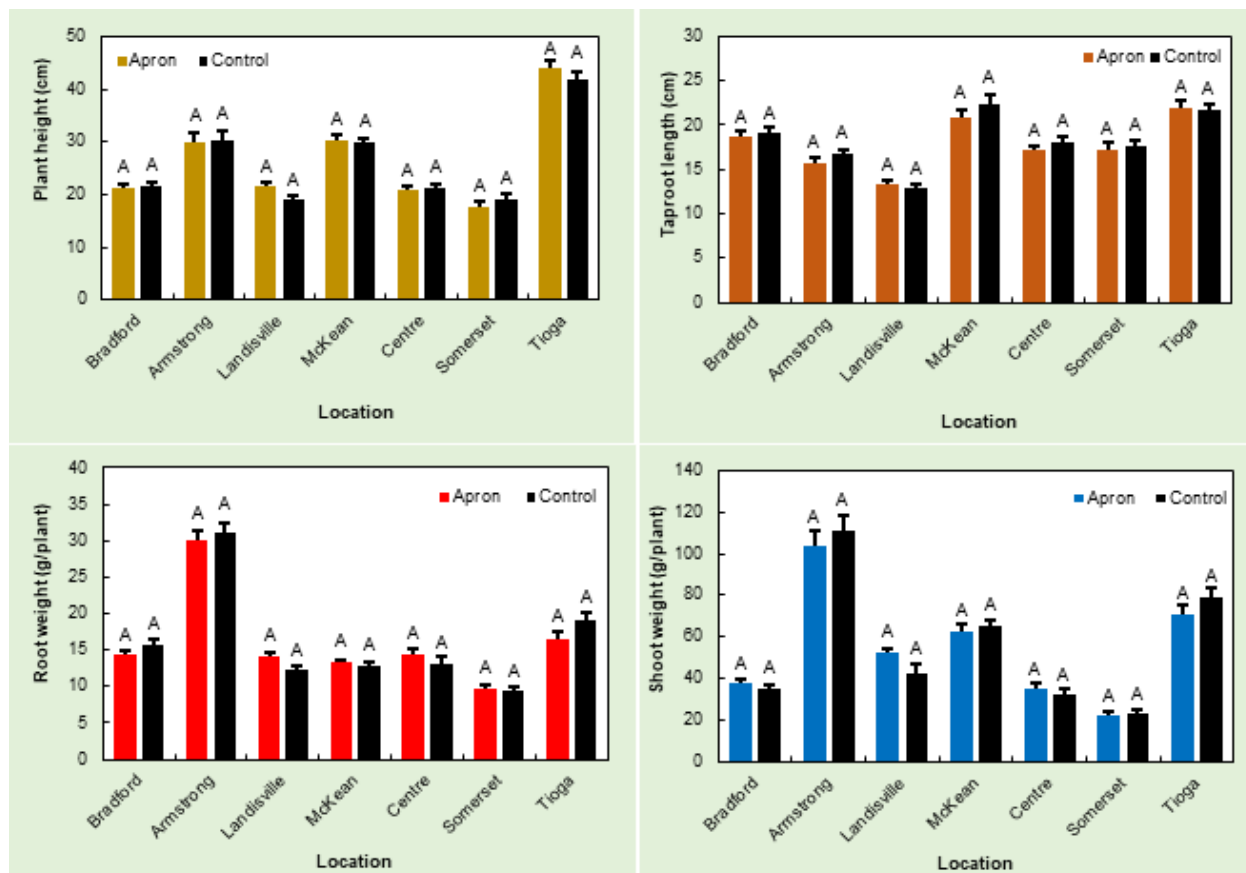 Plant height (cm)
50
40
30
20
10
0
Apron Control
A A A A A A A A A A A A A A
Bradford
Armstrong
Landisville
McKean
Centre
Somerset
Tioga
Location
Taproot length (cm)
30
25
20
15
10
5
0
Apron Control
A A A A A A A A A A A A A A
Bradford
Armstrong
Landisville
McKean
Centre
Somerset
Tioga
Location
Root weight (g/plant)
40
35
30
25
20
15
10
5
0
Apron Control
A A A A A A A A A A A A A A
Bradford
Armstrong
Landisville
McKean
Centre
Somerset
Tioga
Location
Shoot weight (g/plant)
140
120
100
80
60
40
20
0
Apron Control
A A A A A A A A A A A A A A
Bradford
Armstrong
Landisville
McKean
Centre
Somerset
Tioga
Location